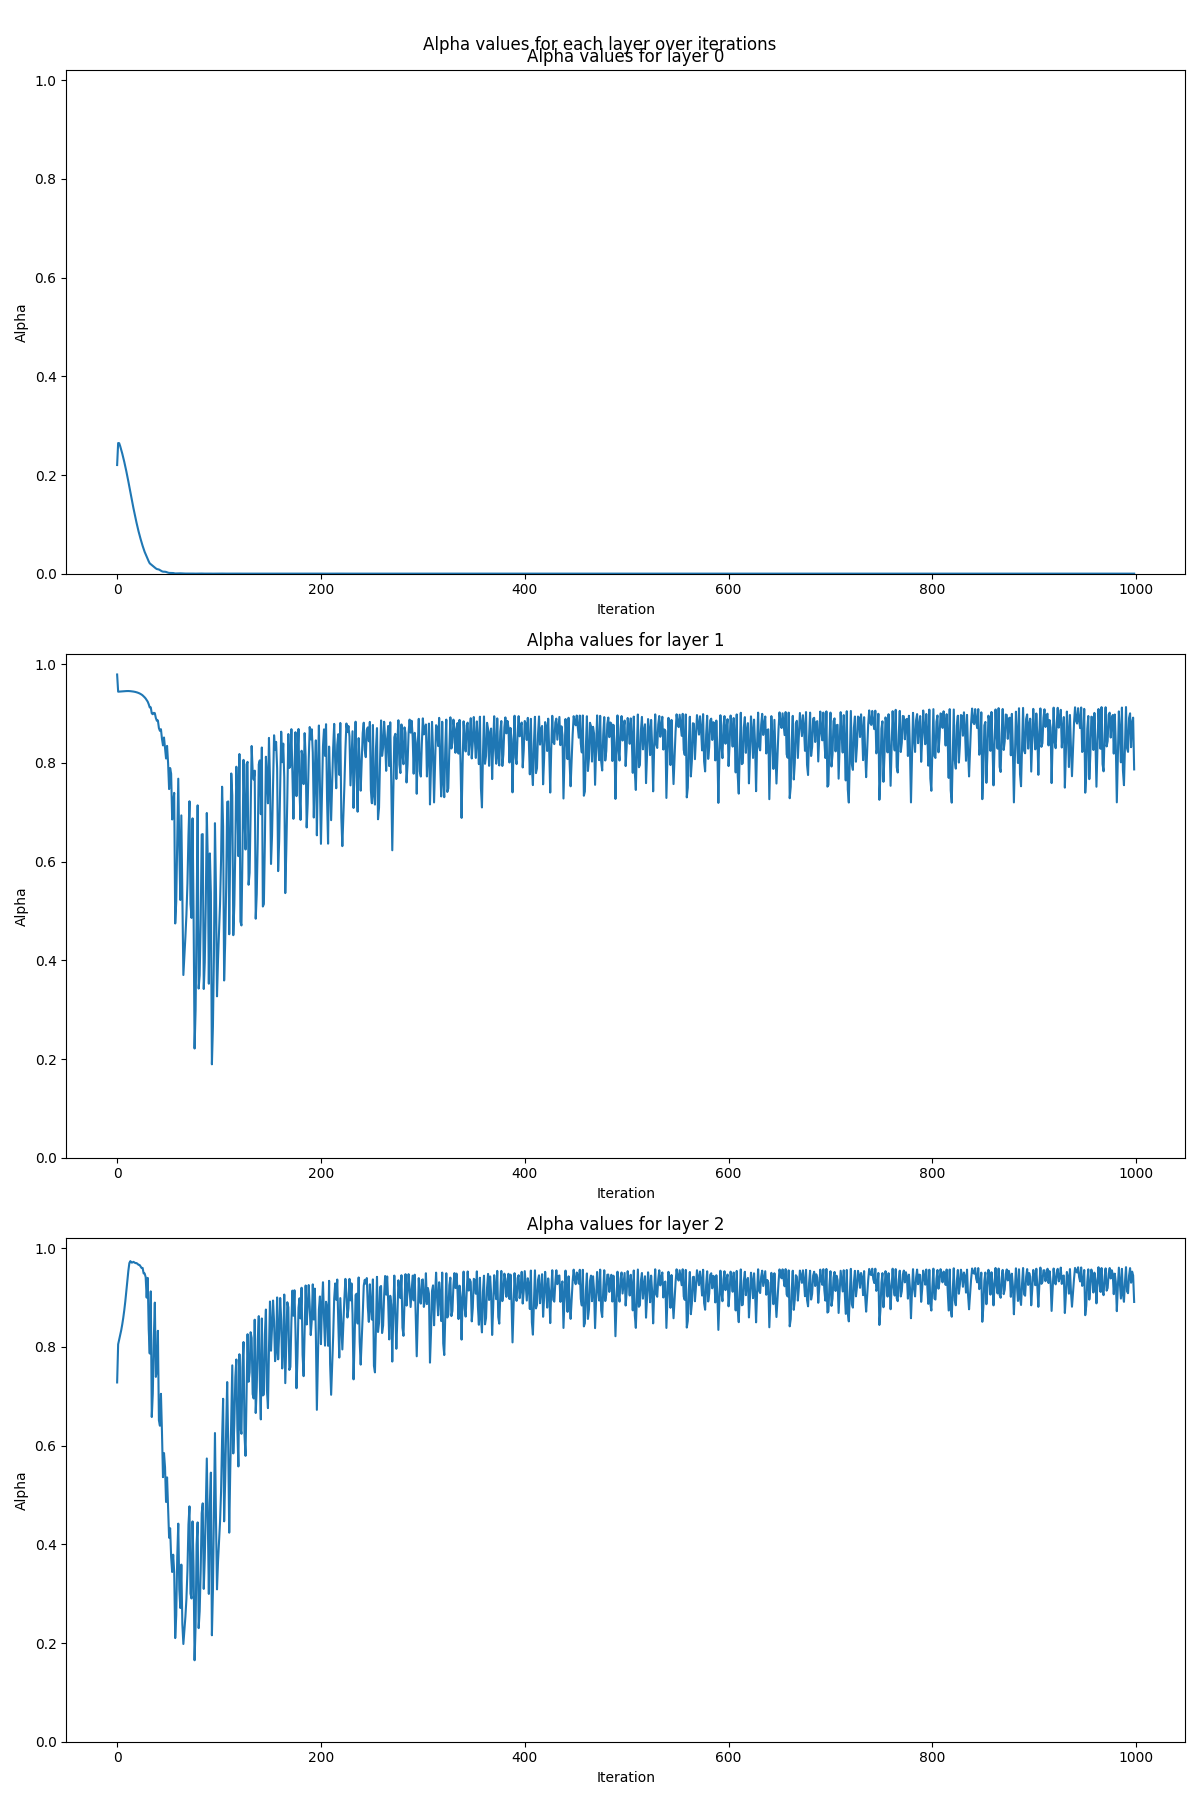 Alpha values for each layer over iterations
Alpha values for layer 0
1.0
0.8
0.6
0.4
0.2
0.0
Alpha
0 200 400 600 800 1000
Iteration
Alpha values for layer 1
1.0
0.8
0.6
0.4
0.2
0.0
Alpha
0 200 400 600 800 1000
Iteration
Alpha values for layer 2
1.0
0.8
0.6
0.4
0.2
0.0
Alpha
0 200 400 600 800 1000
Iteration